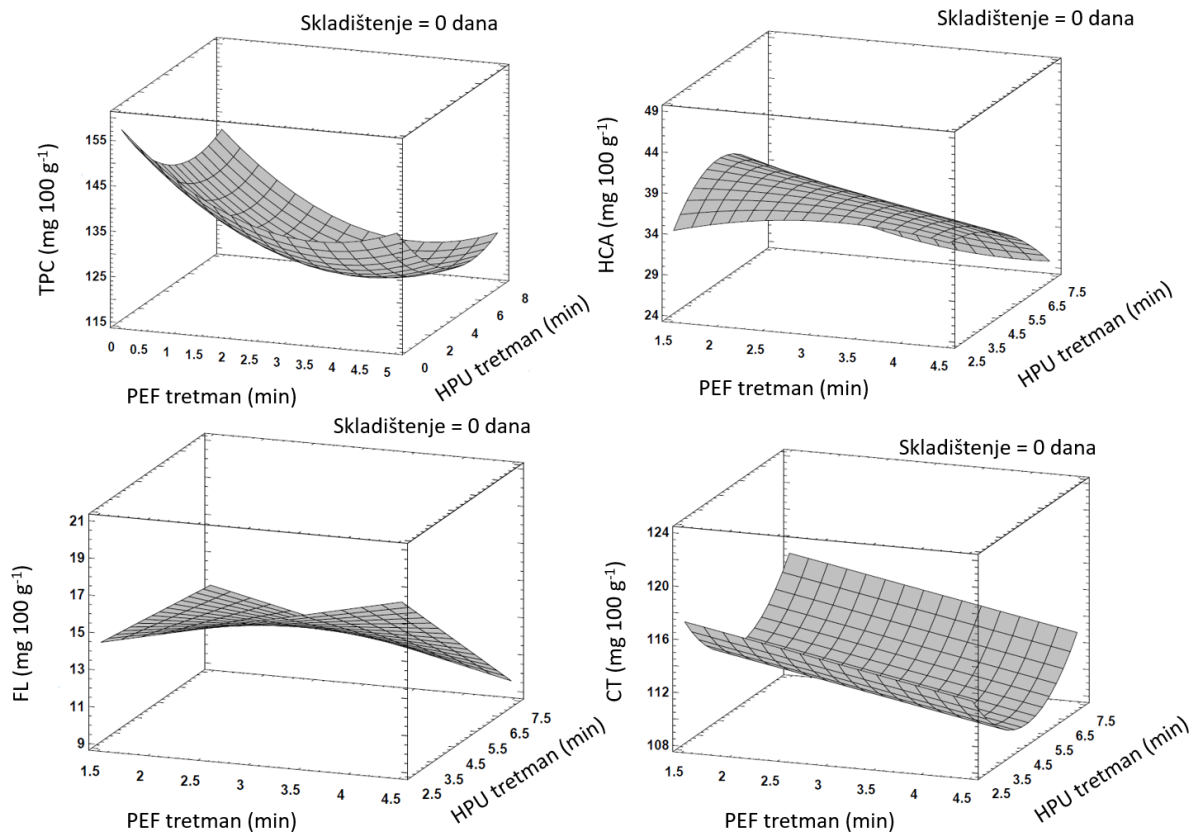 Skladištenje = 0 dana
TPC (mg 100 g-1)
155
145
135
125
115
0 0.5 1 1.5 2 2.5 3 3.5 4 4.5 5
0 2 4 6 8
PEF tretman (min)
HPU tretman (min)
Skladištenje = 0 dana
HCA (mg 100 g-1)
49
44
39
34
29
24
1.5 2 2.5 3 3.5 4 4.5
2.5 3.5 4.5 5.5 6.5 7.5
PEF tretman (min)
HPU tretman (min)
Skladištenje = 0 dana
FL (mg 100 g-1)
21
19
17
15
13
11
9
1.5 2 2.5 3 3.5 4 4.5
2.5 3.5 4.5 5.5 6.5 7.5
PEF tretman (min)
HPU tretman (min)
Skladištenje = 0 dana
CT (mg 100 g-1)
124
120
116
112
108
1.5 2 2.5 3 3.5 4 4.5
2.5 3.5 4.5 5.5 6.5 7.5
PEF tretman (min)
HPU tretman (min)